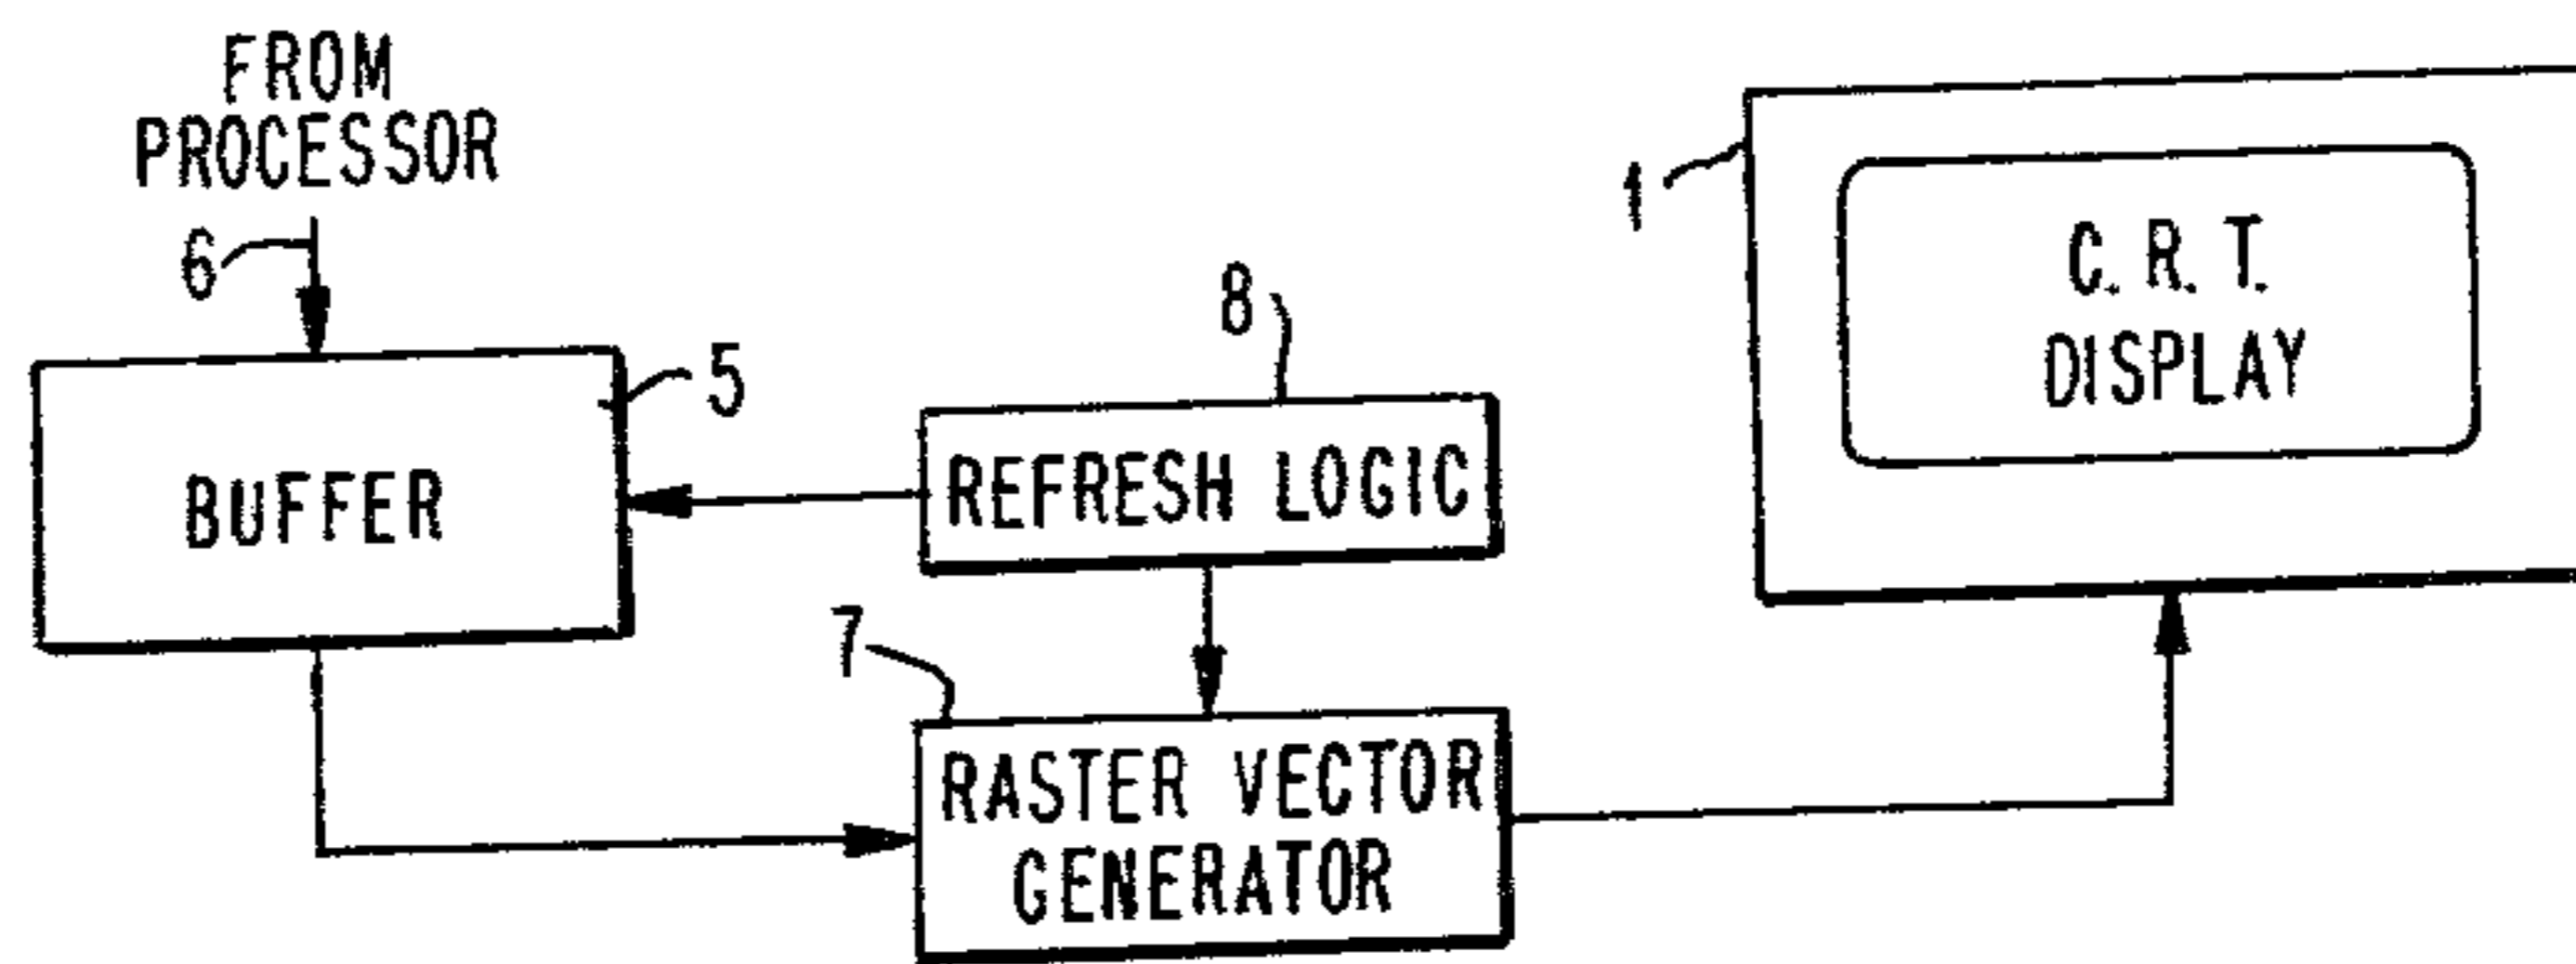 FROM
PROCESSOR
6
5
BUFFER
8
REFRESH LOGIC
7
RASTER VECTOR
GENERATOR
1
C.R.T.
DISPLAY